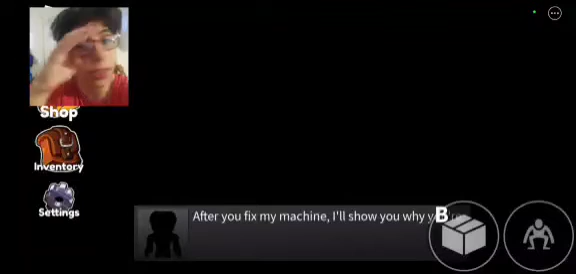 Shop
Inventory
Settings
After you fix my machine, I'll show you why
B